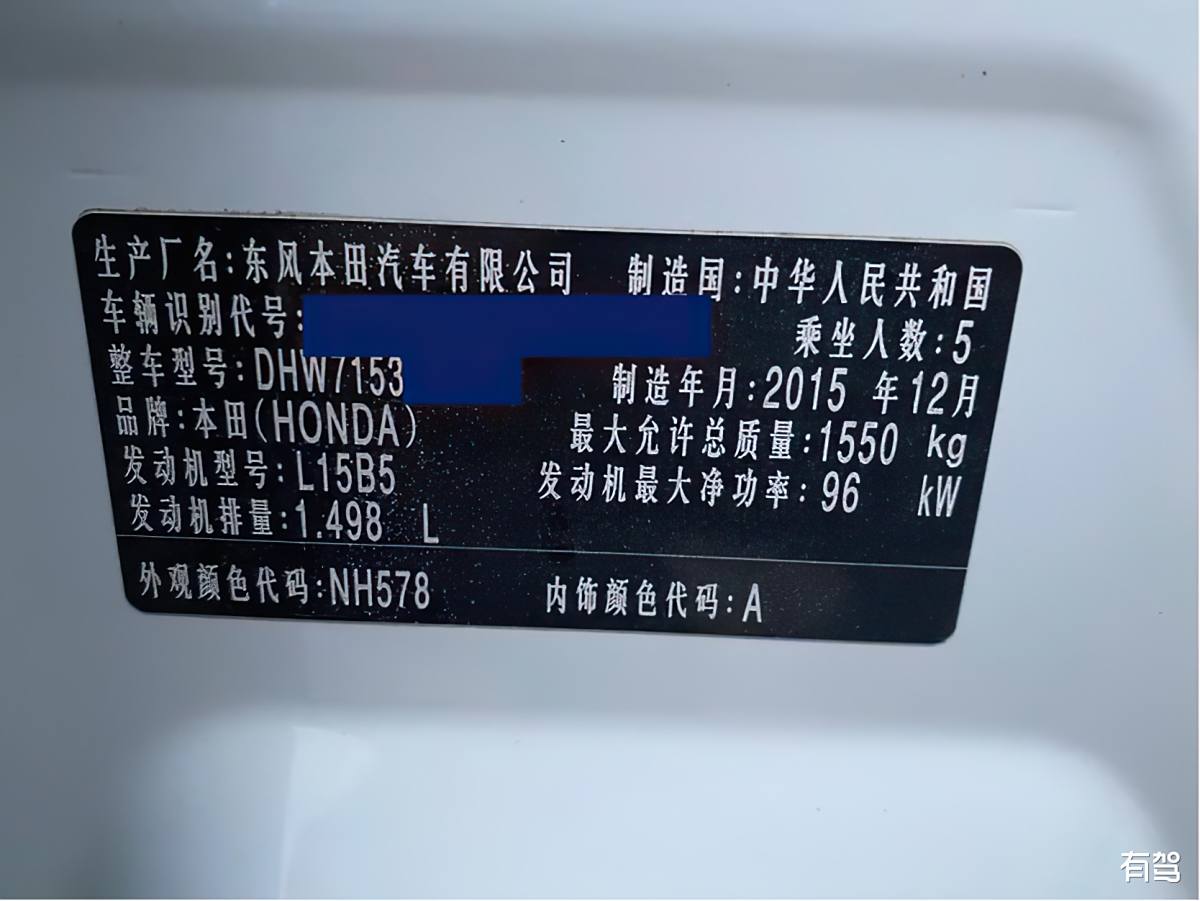 生产厂名:东风本田汽车有限公司 制造国:中华人民共和国
车辆识别代号: 乘坐人数:5
整车型号:DHW7153 制造年月:2015 年12月
品牌:本田(HONDA) 最大允许总质量:1550 kg
发动机型号:L15B5 发动机最大净功率:96 kW
发动机排量:1.498 L
外观颜色代码:NH578 内饰颜色代码:A
有驾